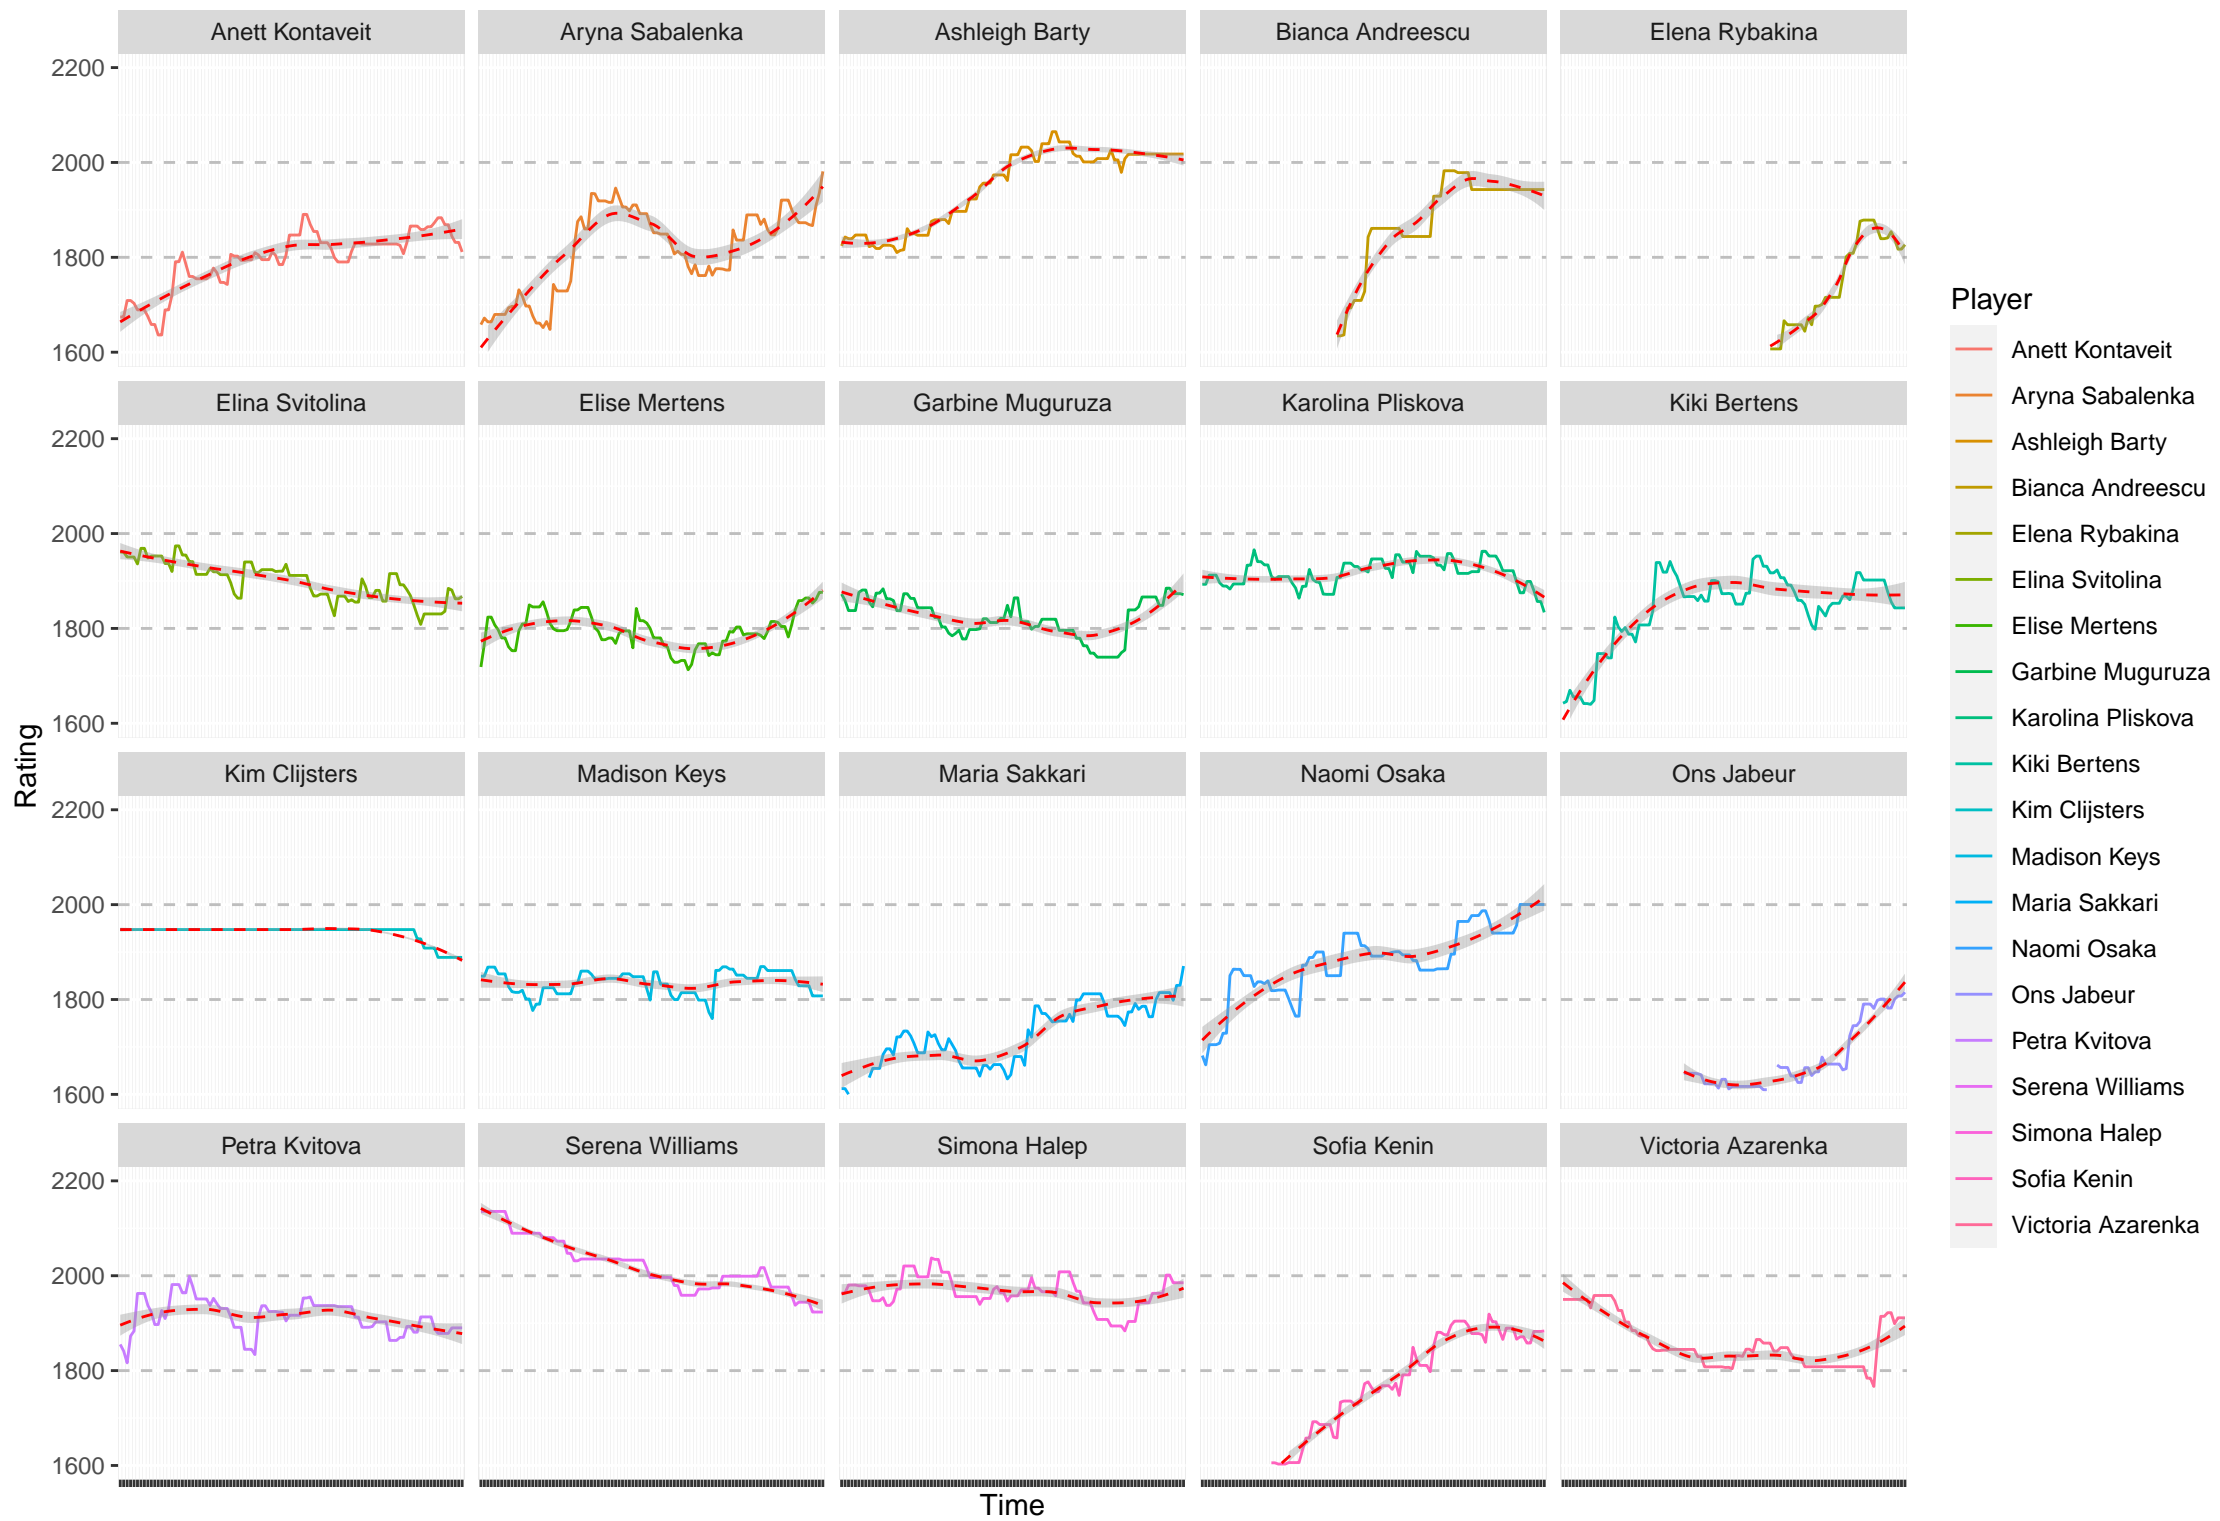 Anett Kontaveit
Aryna Sabalenka
Ashleigh Barty
Bianca Andreescu
Elena Rybakina
2200
2000
1800
1600
Elina Svitolina
Elise Mertens
Garbine Muguruza
Karolina Pliskova
Kiki Bertens
2200
2000
1800
1600
Kim Clijsters
Madison Keys
Maria Sakkari
Naomi Osaka
Ons Jabeur
2200
2000
1800
1600
Petra Kvitova
Serena Williams
Simona Halep
Sofia Kenin
Victoria Azarenka
2200
2000
1800
1600
Rating
Time
Player
Anett Kontaveit
Aryna Sabalenka
Ashleigh Barty
Bianca Andreescu
Elena Rybakina
Elina Svitolina
Elise Mertens
Garbine Muguruza
Karolina Pliskova
Kiki Bertens
Kim Clijsters
Madison Keys
Maria Sakkari
Naomi Osaka
Ons Jabeur
Petra Kvitova
Serena Williams
Simona Halep
Sofia Kenin
Victoria Azarenka